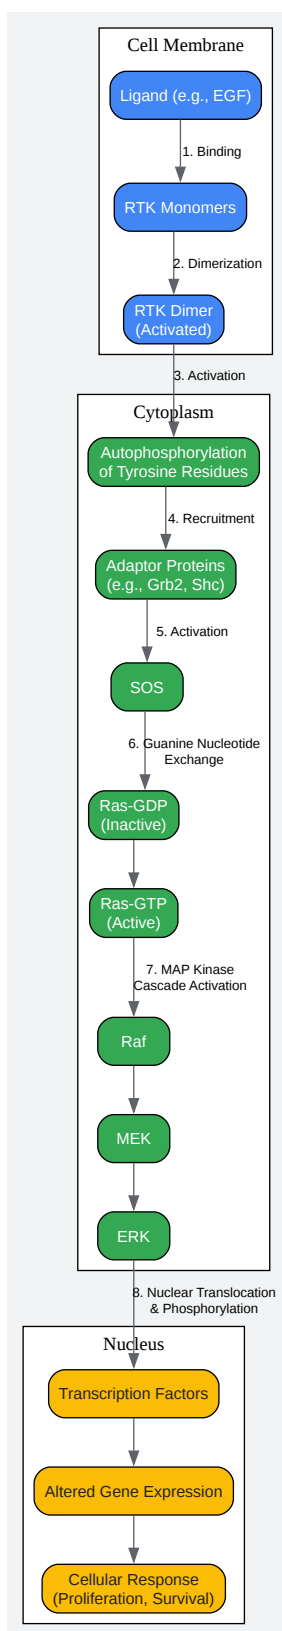 Cell Membrane
Ligand (e.g., EGF)
1. Binding
RTK Monomers
2. Dimerization
RTK Dimer
(Activated)
3. Activation
Cytoplasm
Autophosphorylation
of Tyrosine Residues
4. Recruitment
Adaptor Proteins
(e.g., Grb2, Shc)
5. Activation
SOS
6. Guanine Nucleotide
Exchange
Ras-GDP
(Inactive)
Ras-GTP
(Active)
7. MAP Kinase
Cascade Activation
Raf
MEK
ERK
8. Nuclear Translocation
& Phosphorylation
Nucleus
Transcription Factors
Altered Gene Expression
Cellular Response
(Proliferation, Survival)